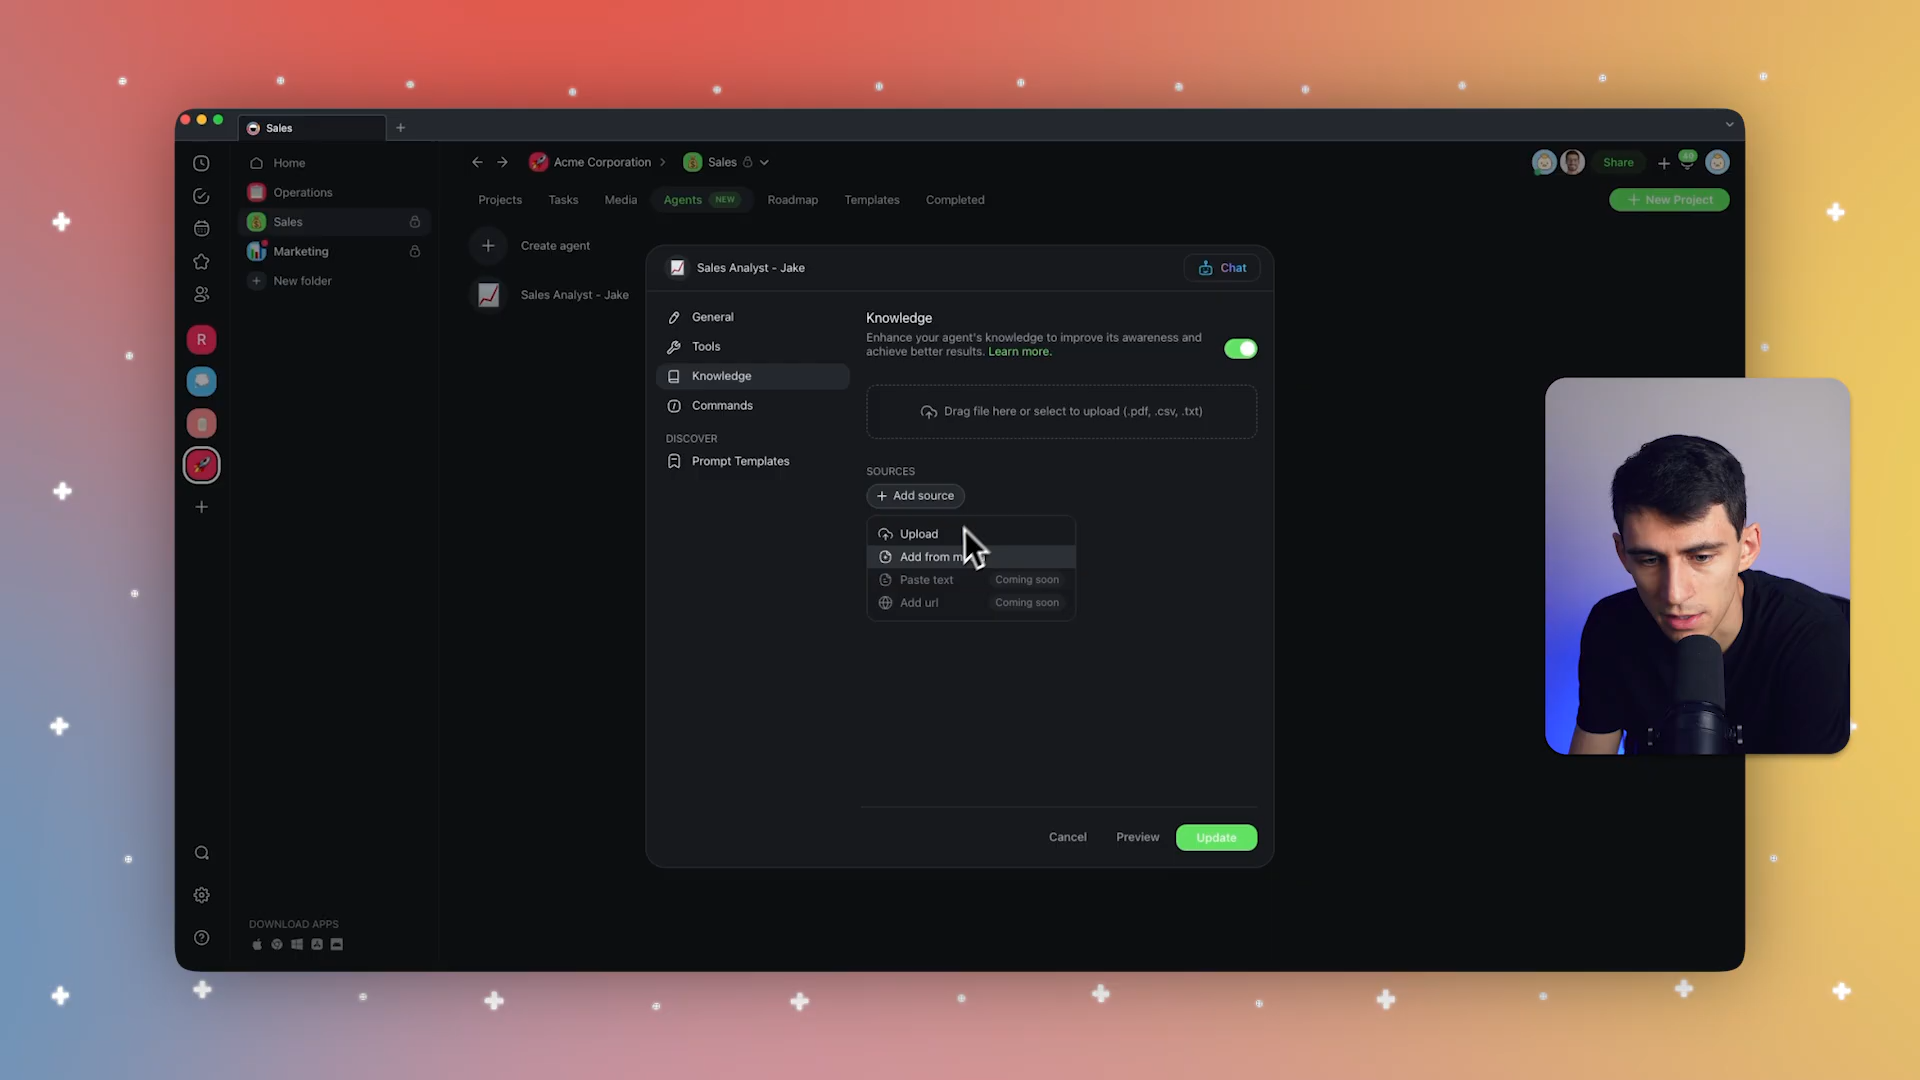 Sales
Home
Operations
Sales
Marketing
New folder
R
DOWNLOAD APPS
Acme Corporation
Sales
40
Share
Projects
Tasks
Media
Agents NEW
Roadmap
Templates
Completed
New Project
Create agent
Sales Analyst - Jake
Sales Analyst - Jake
Chat
General
Tools
Knowledge
Commands
DISCOVER
Prompt Templates
Knowledge
Enhance your agent's knowledge to improve its awareness and
achieve better results. Learn more.
Drag file here or select to upload (.pdf, .csv, .txt)
SOURCES
Add source
Upload
Add from
Paste text Coming soon
Add url Coming soon
Cancel
Preview
Update